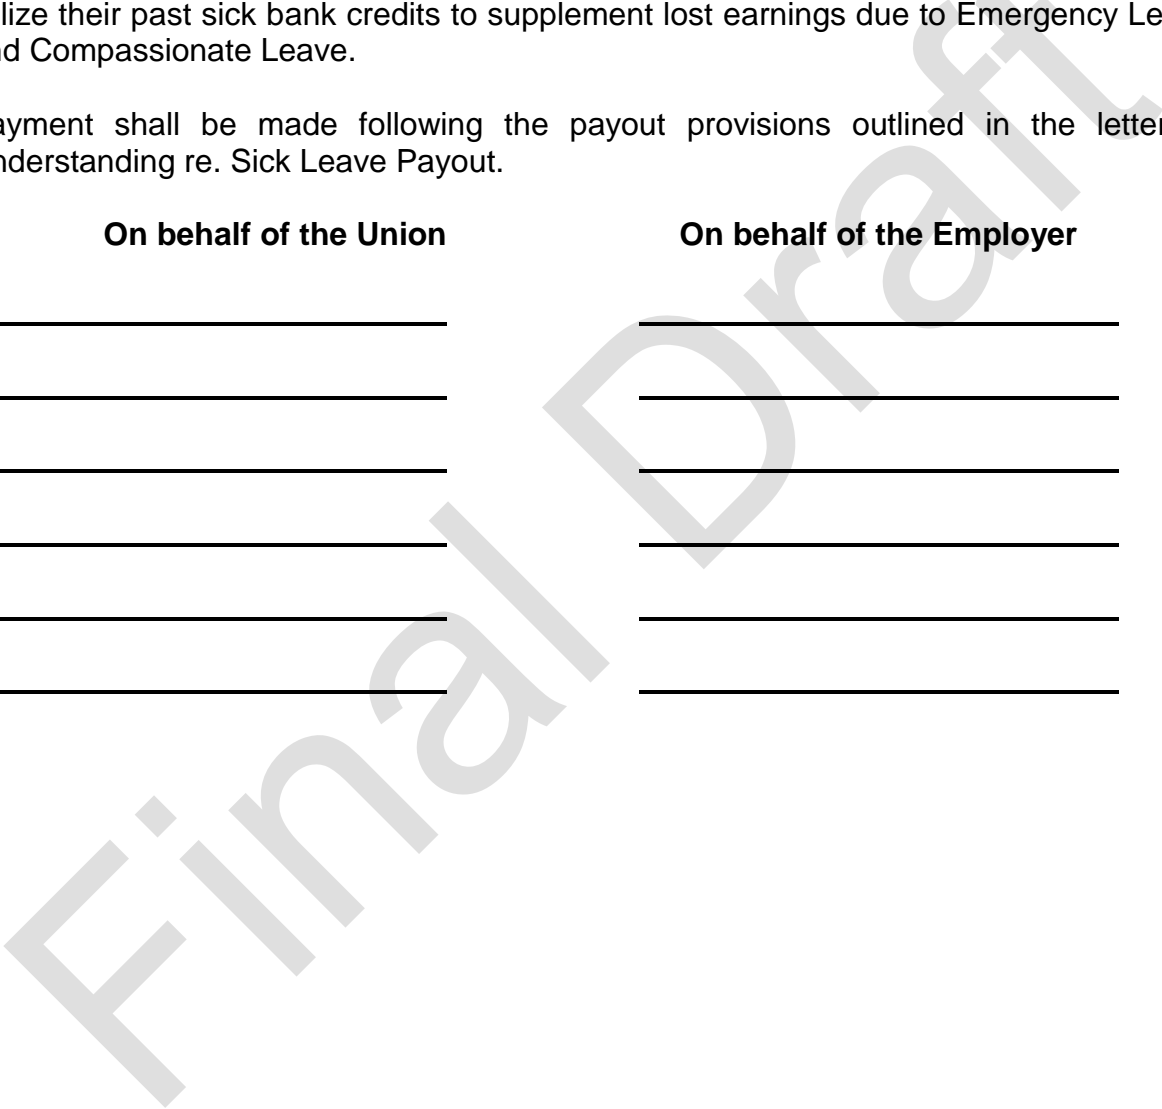 lize their past sick bank credits to supplement lost earnings due to Emergency Le
nd Compassionate Leave.
ayment shall be made following the payout provisions outlined in the letter
nderstanding re. Sick Leave Payout.
On behalf of the Union On behalf of the Employer
Final Draft